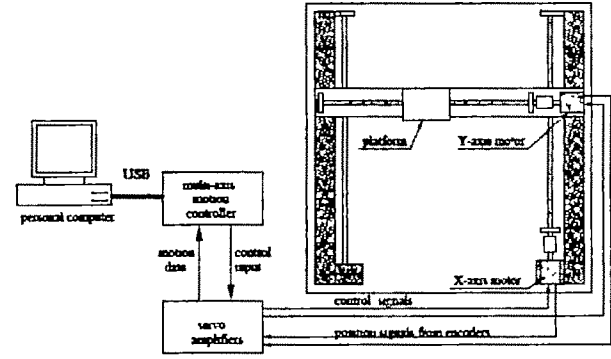 USB
personal computer
multi-axis
motion
controller
motion
data
control
input
servo
amplifiers
platform
Y-axis motor
X-axis motor
control signals
position signals from encoders